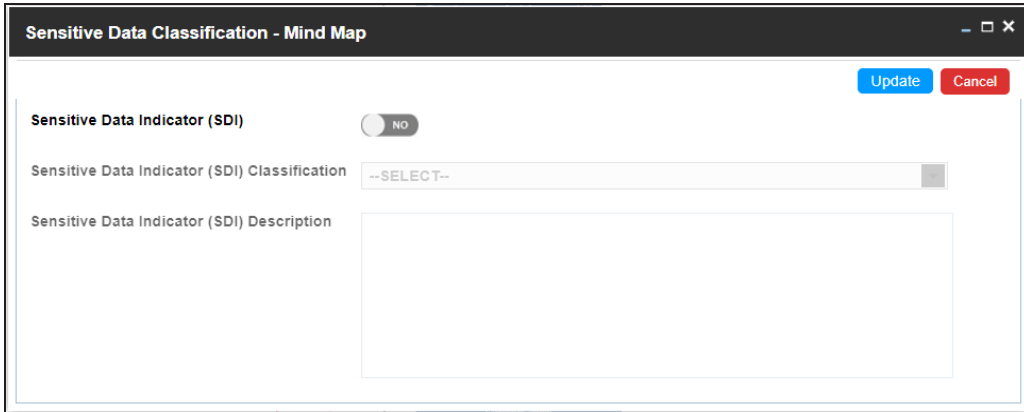 Sensitive Data Classification - Mind Map
Update Cancel
Sensitive Data Indicator (SDI) NO
Sensitive Data Indicator (SDI) Classification --SELECT--
Sensitive Data Indicator (SDI) Description